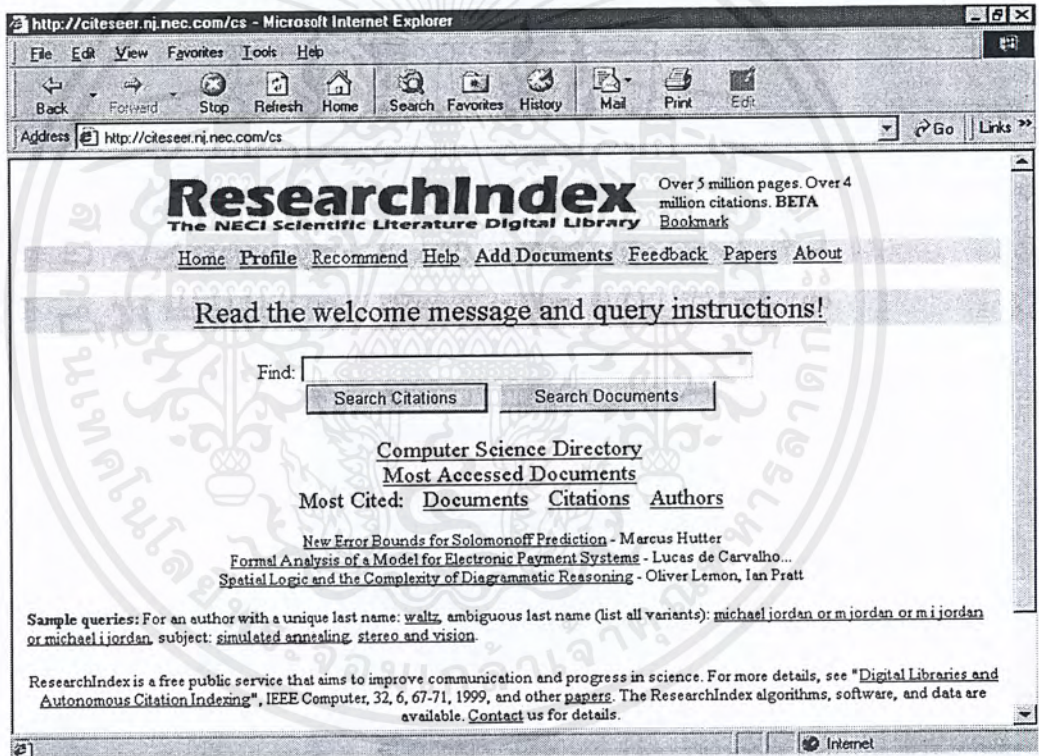 http://citeseer.nj.nec.com/cs - Microsoft Internet Explorer
File Edit View Favorites Tools Help
Back Forward Stop Refresh Home Search Favorites History Mail Print Edit
Address http://citeseer.nj.nec.com/cs Go Links »
ResearchIndex
The NECI Scientific Literature Digital Library
Over 5 million pages. Over 4
million citations. BETA
Bookmark
Home Profile Recommend Help Add Documents Feedback Papers About
Read the welcome message and query instructions!
Find:
Search Citations Search Documents
Computer Science Directory
Most Accessed Documents
Most Cited: Documents Citations Authors
New Error Bounds for Solomonoff Prediction - Marcus Hutter
Formal Analysis of a Model for Electronic Payment Systems - Lucas de Carvalho...
Spatial Logic and the Complexity of Diagrammatic Reasoning - Oliver Lemon, Ian Pratt
Sample queries: For an author with a unique last name: waltz, ambiguous last name (list all variants): michael jordan or m jordan or m i jordan
or michael i jordan, subject: simulated annealing, stereo and vision.
ResearchIndex is a free public service that aims to improve communication and progress in science. For more details, see "Digital Libraries and
Autonomous Citation Indexing", IEEE Computer, 32, 6, 67-71, 1999, and other papers. The ResearchIndex algorithms, software, and data are
available. Contact us for details.
Internet